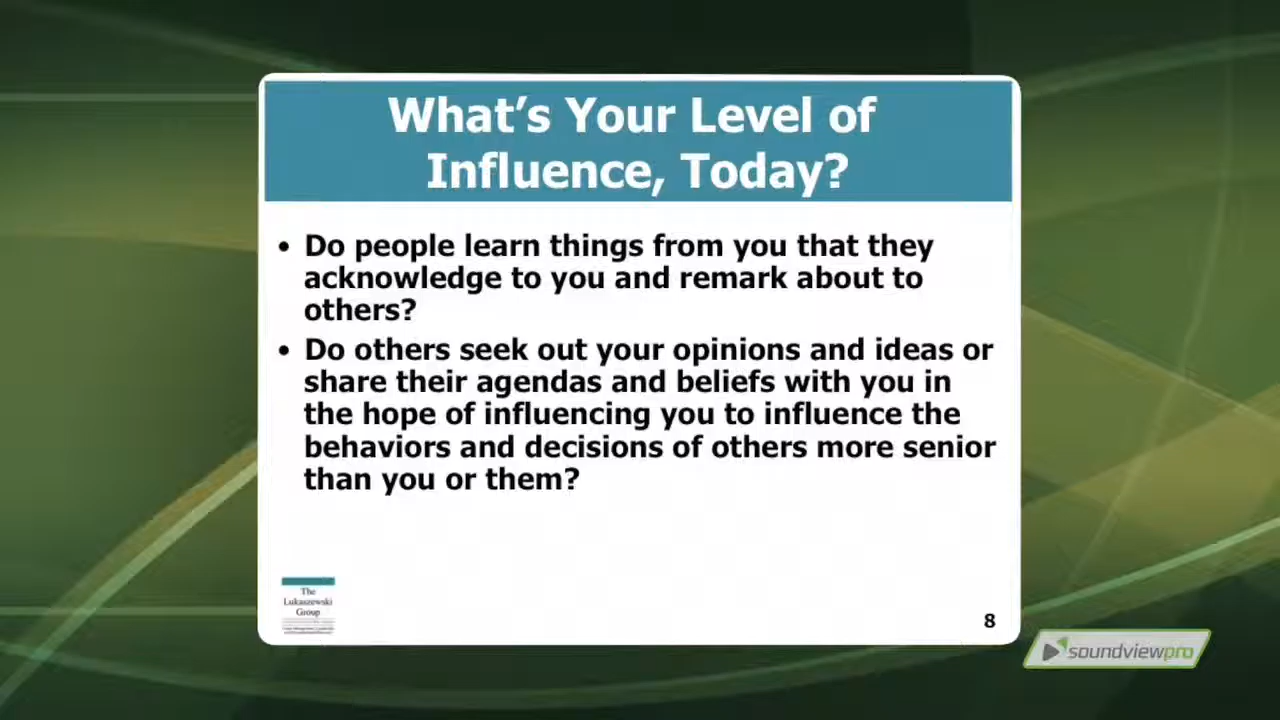 What's Your Level of
Influence, Today?
• Do people learn things from you that they
acknowledge to you and remark about to
others?
• Do others seek out your opinions and ideas or
share their agendas and beliefs with you in
the hope of influencing you to influence the
behaviors and decisions of others more senior
than you or them?
The
Lukaszewski
Group
8
soundviewpro